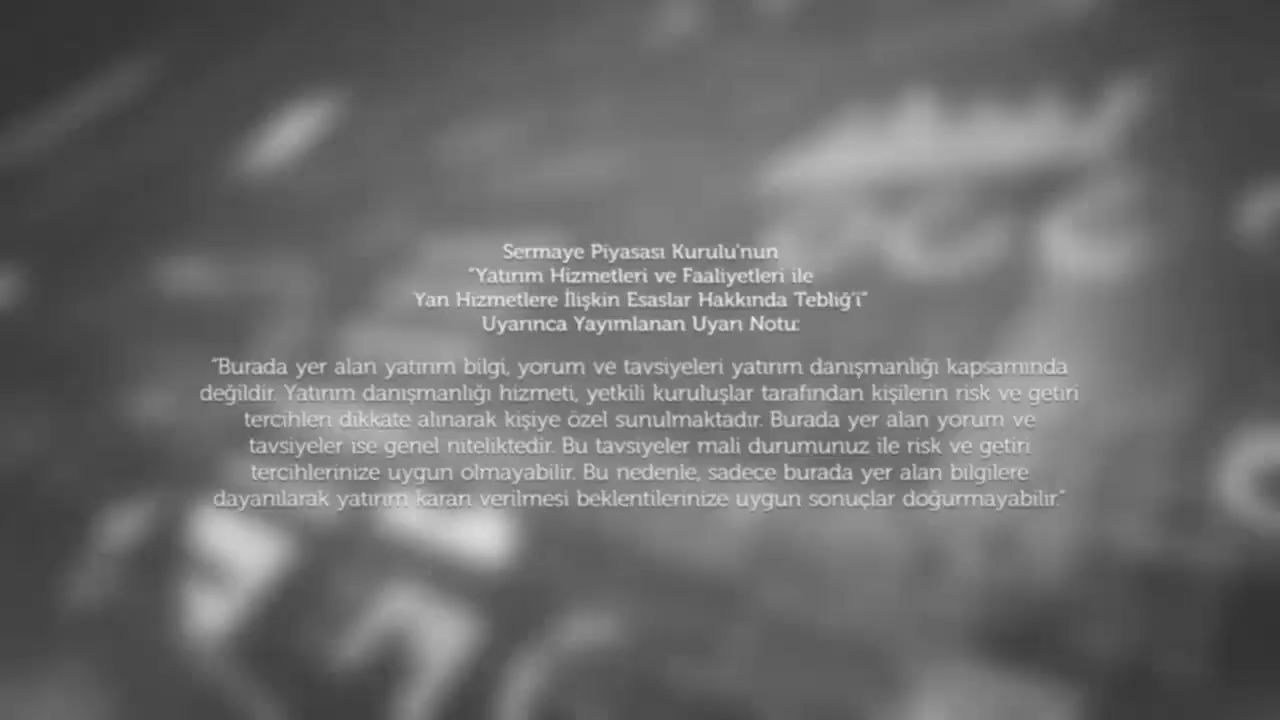 Sermaye Piyasası Kurulu'nun
"Yatırım Hizmetleri ve Faaliyetleri ile
Yan Hizmetlere İlişkin Esaslar Hakkında Tebliğ'i"
Uyarınca Yayımlanan Uyarı Notu:
"Burada yer alan yatırım bilgi, yorum ve tavsiyeleri yatırım danışmanlığı kapsamında
değildir. Yatırım danışmanlığı hizmeti, yetkili kuruluşlar tarafından kişilerin risk ve getiri
tercihleri dikkate alınarak kişiye özel sunulmaktadır. Burada yer alan yorum ve
tavsiyeler ise genel niteliktedir. Bu tavsiyeler mali durumunuz ile risk ve getiri
tercihlerinize uygun olmayabilir. Bu nedenle, sadece burada yer alan bilgilere
dayanılarak yatırım kararı verilmesi beklentilerinize uygun sonuçlar doğurmayabilir."